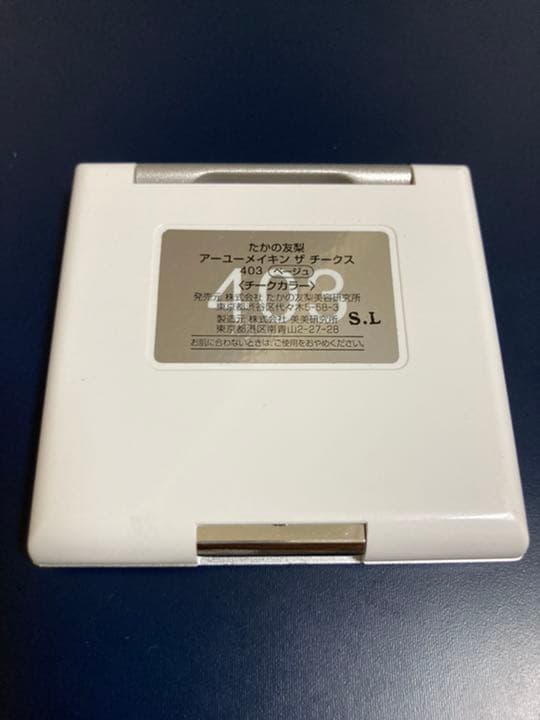 たかの友梨
アーユーメイキン ザ チークス
403 ベージュ
〈チークカラー〉
403
発売元 株式会社 たかの友梨美容研究所
東京都渋谷区代々木5-58-3
製造元 株式会社 美美研究所
東京都港区南青山2-27-28
S.L
お肌に合わないときは、ご使用をおやめください。